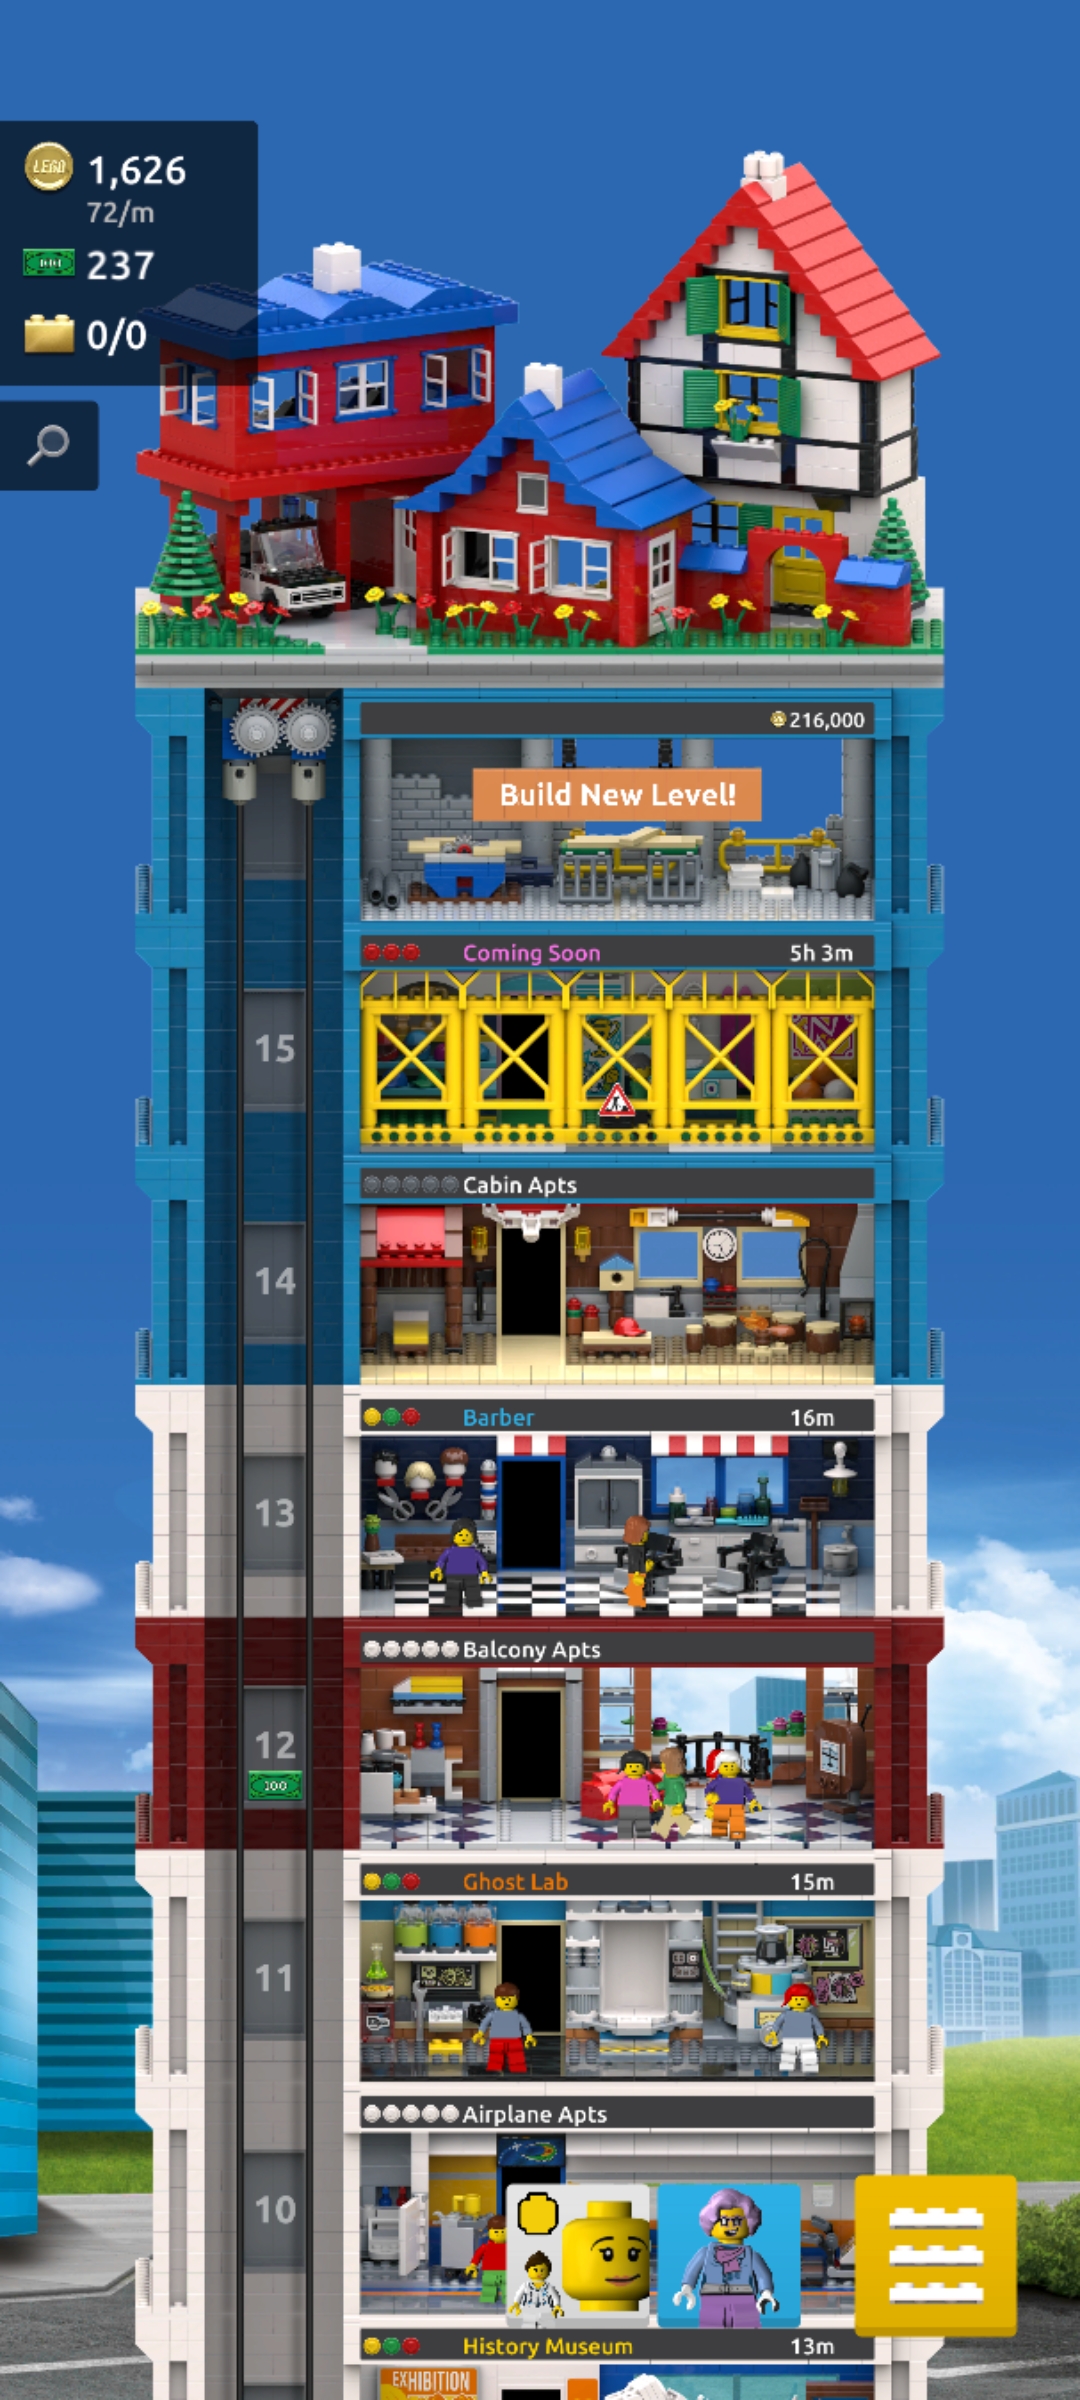 LEGO 1,626
72/m
237
0/0
216,000
Build New Level!
Coming Soon 5h 3m
15
Cabin Apts
14
Barber 16m
13
Balcony Apts
12
100
Ghost Lab 15m
11
Airplane Apts
10
History Museum 13m
EXHIBITION